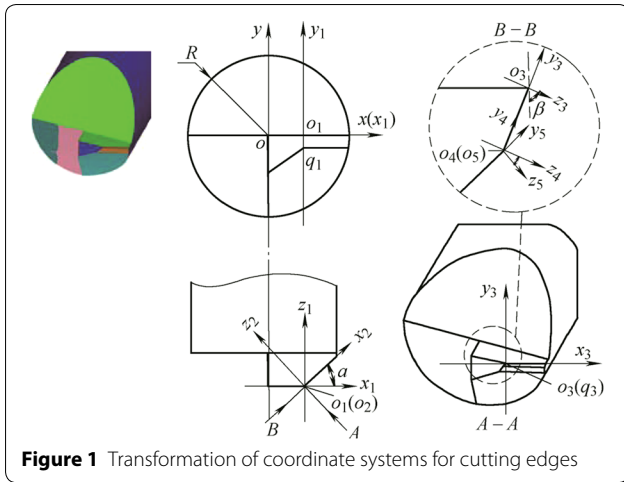 y
y₁
R
o
o₁
x(x₁)
q₁
B – B
y₃
o₃
z₃
β
y₄
y₅
o₄(o₅)
z₄
z₅
z₂
z₁
x₂
a
x₁
o₁(o₂)
B
A
y₃
x₃
o₃(q₃)
A – A
Figure 1 Transformation of coordinate systems for cutting edges